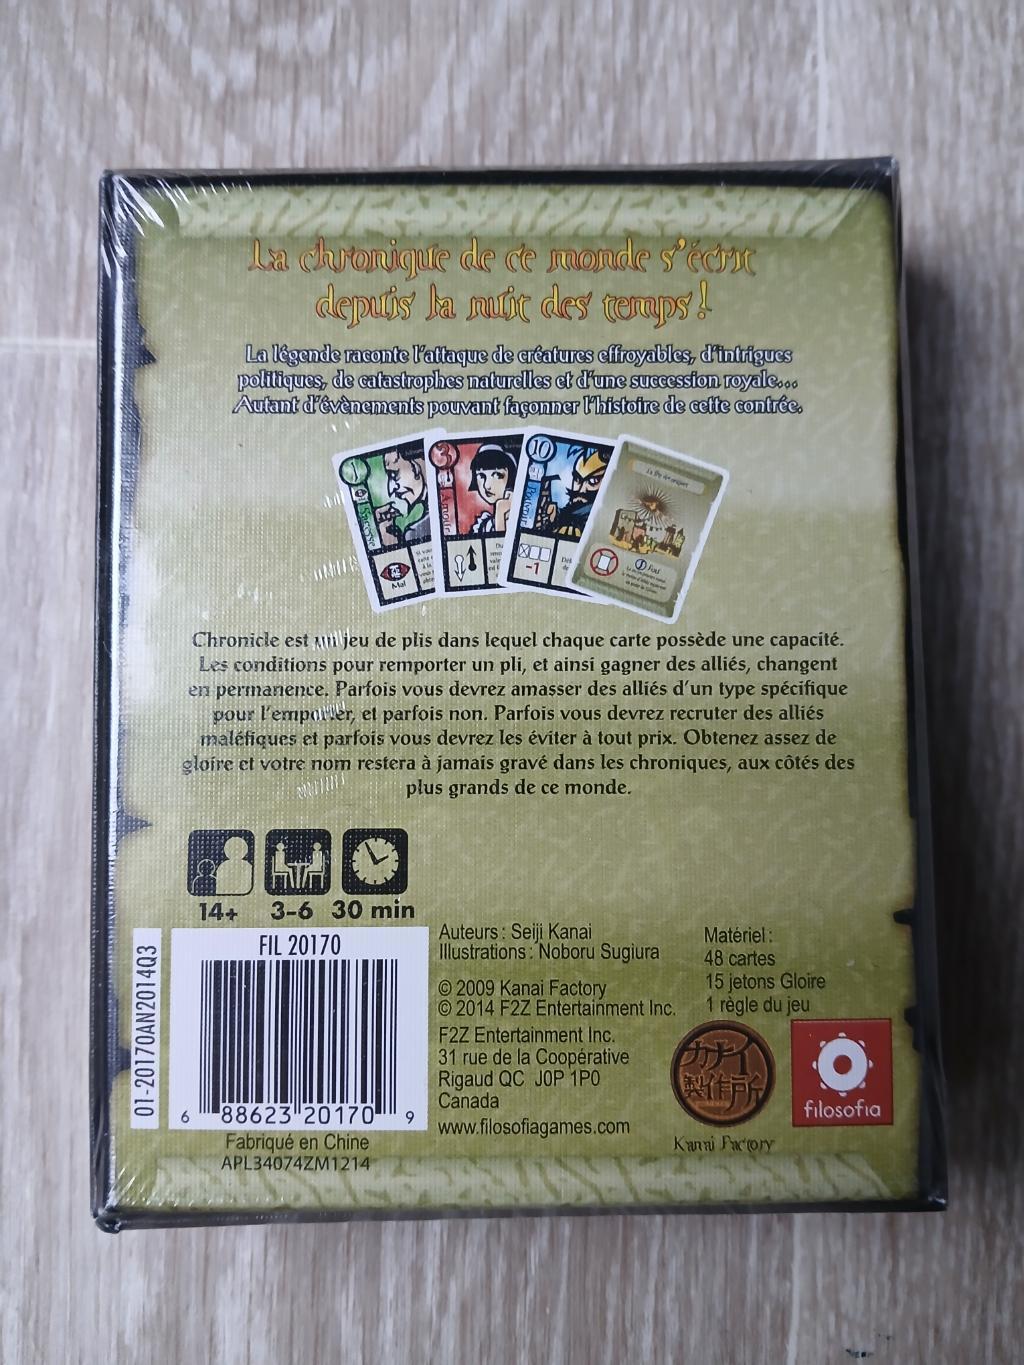 La chronique de ce monde s'écrit
depuis la nuit des temps !
La légende raconte l'attaque de créatures effroyables, d'intrigues
politiques, de catastrophes naturelles et d'une succession royale...
Autant d'évènements pouvant façonner l'histoire de cette contrée.
1
3
10
Pouvoir
Mal
-1
Fou
Chronicle est un jeu de plis dans lequel chaque carte possède une capacité.
Les conditions pour remporter un pli, et ainsi gagner des alliés, changent
en permanence. Parfois vous devrez amasser des alliés d'un type spécifique
pour l'emporter, et parfois non. Parfois vous devrez recruter des alliés
maléfiques et parfois vous devrez les éviter à tout prix. Obtenez assez de
gloire et votre nom restera à jamais gravé dans les chroniques, aux côtés des
plus grands de ce monde.
14+ 3-6 30 min
01-20170AN2014Q3
FIL 20170
6 88623 20170 9
Fabriqué en Chine
APL34074ZM1214
Auteurs : Seiji Kanai
Illustrations : Noboru Sugiura
© 2009 Kanai Factory
© 2014 F2Z Entertainment Inc.
F2Z Entertainment Inc.
31 rue de la Coopérative
Rigaud QC J0P 1P0
Canada
www.filosofiagames.com
Matériel :
48 cartes
15 jetons Gloire
1 règle du jeu
カナイ
製作所
Kanai Factory
filosofia